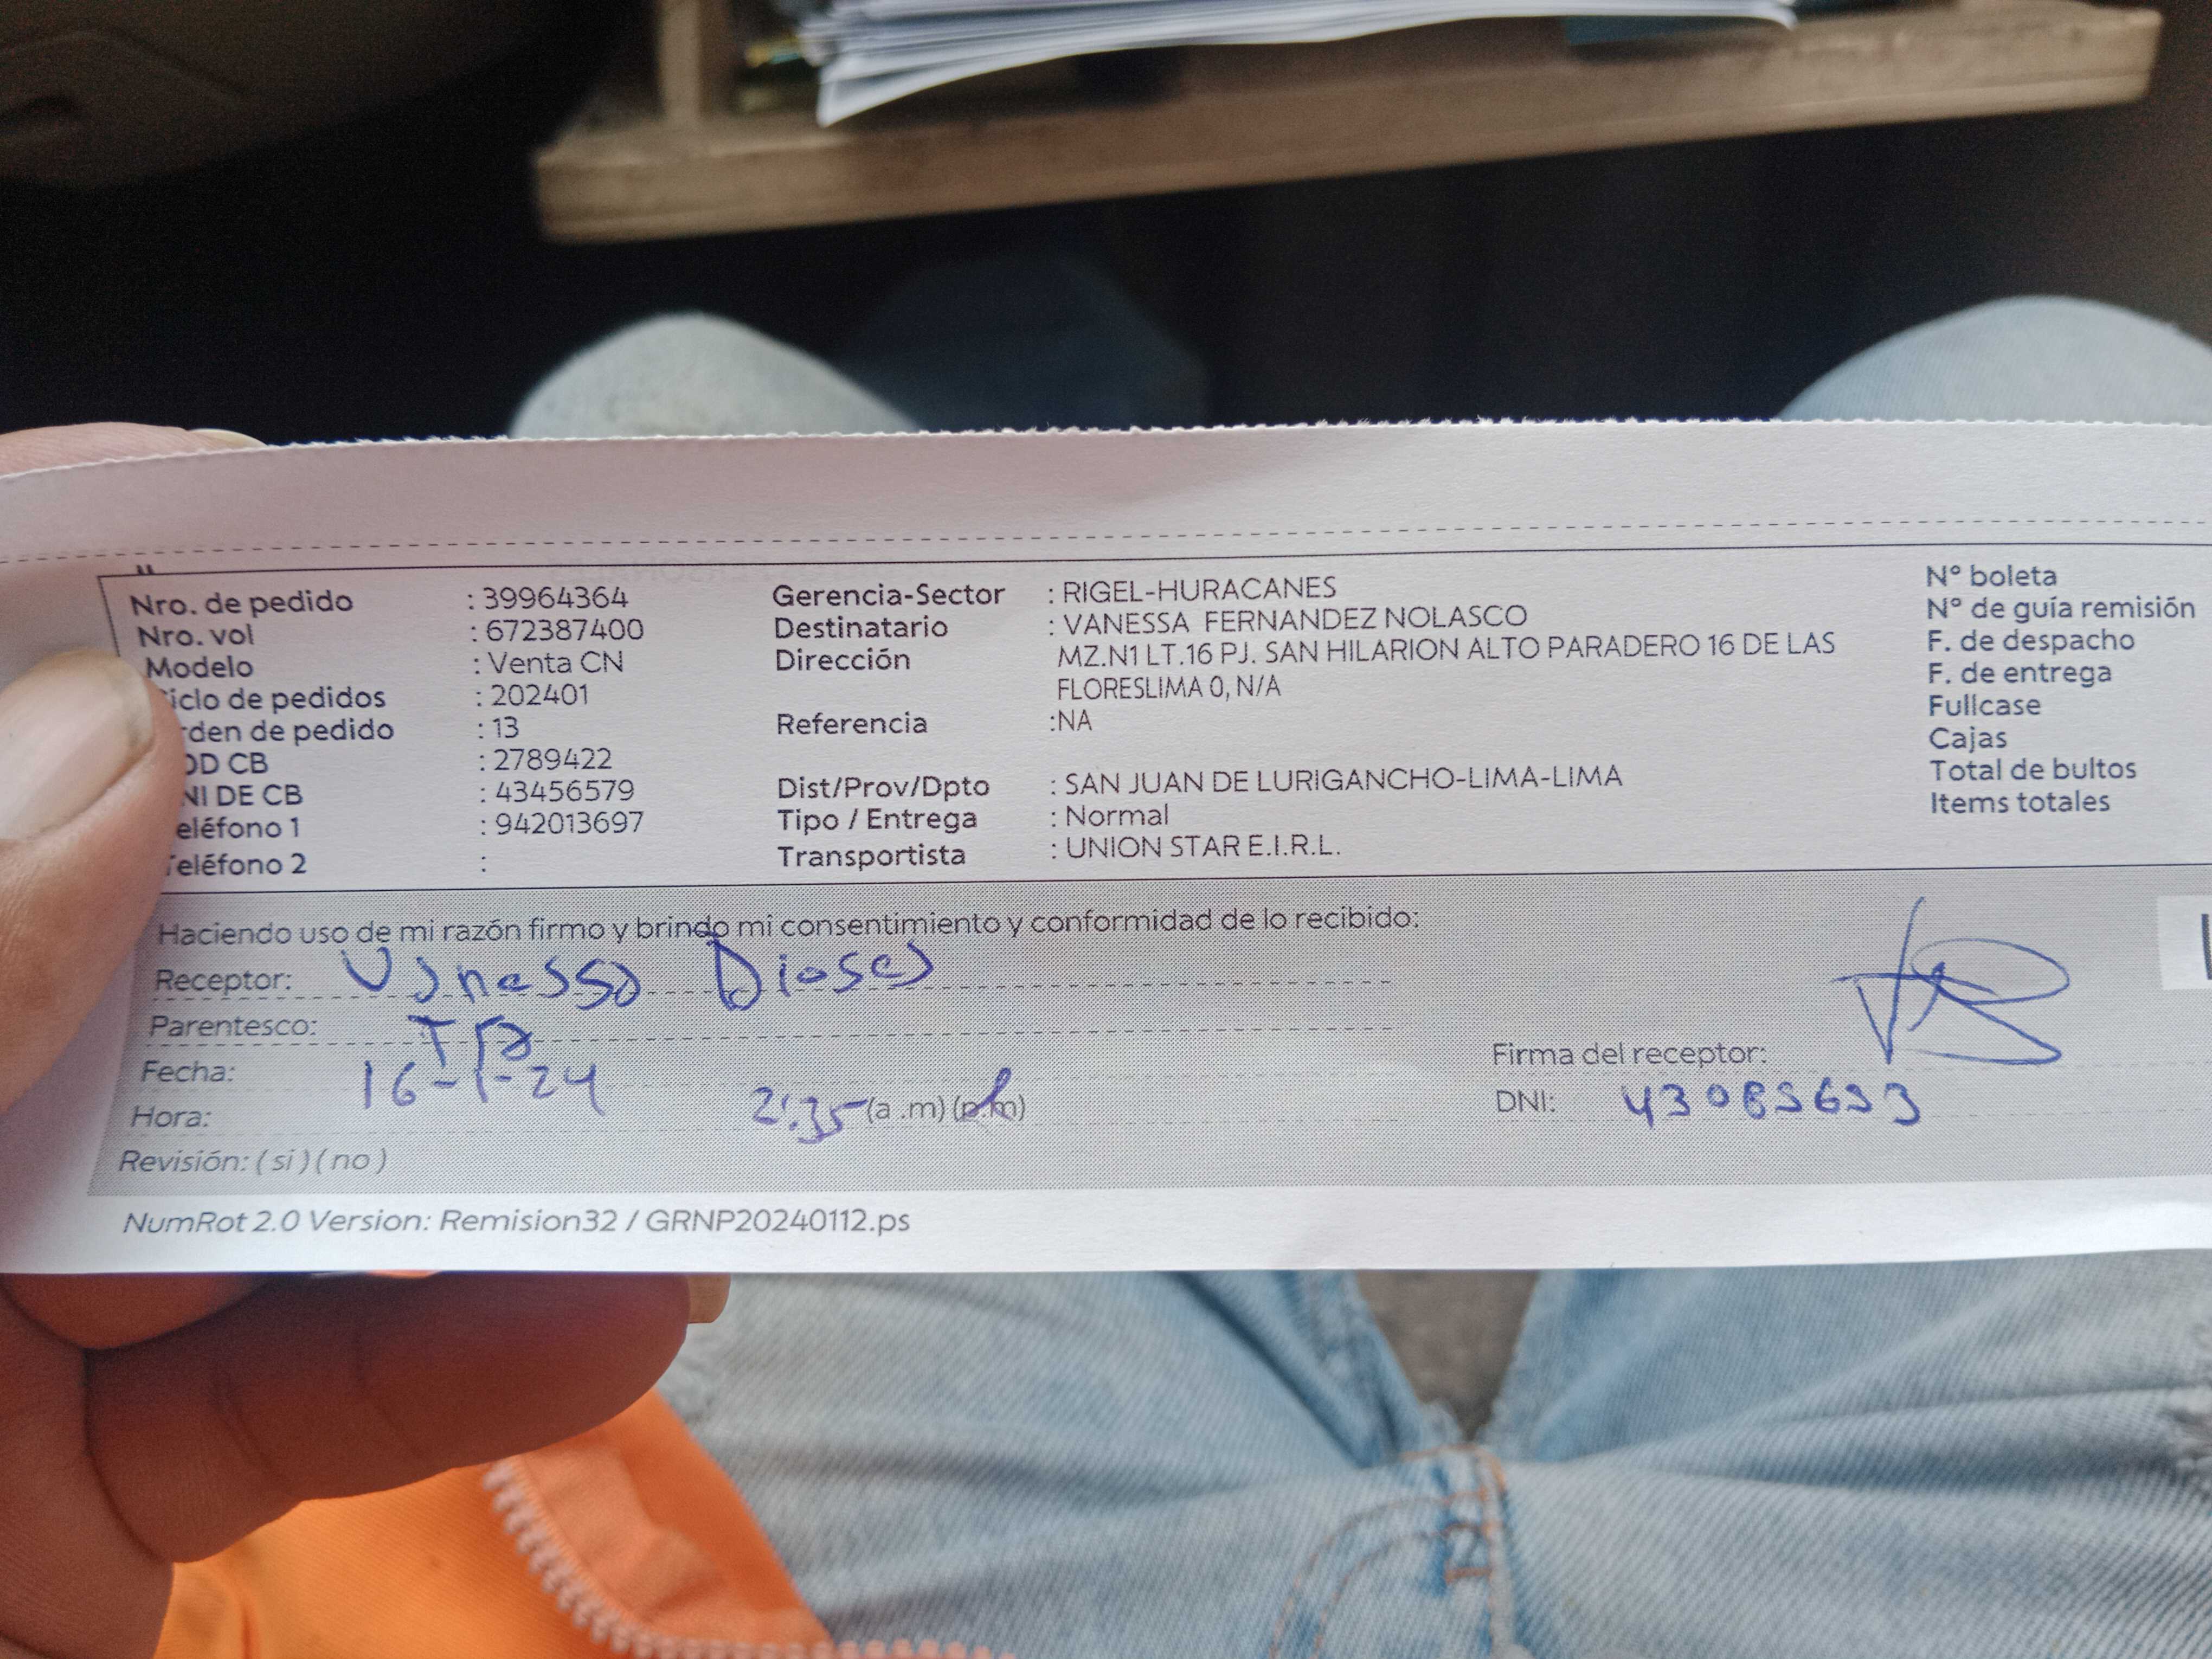 Nro. de pedido : 39964364 Gerencia-Sector : RIGEL-HURACANES Nº boleta
Nro. vol : 672387400 Destinatario : VANESSA FERNANDEZ NOLASCO Nº de guía remisión
Modelo : Venta CN Dirección MZ.N1 LT.16 PJ. SAN HILARION ALTO PARADERO 16 DE LAS F. de despacho
iclo de pedidos : 202401 FLORESLIMA 0, N/A F. de entrega
rden de pedido : 13 Referencia :NA Fullcase
OD CB : 2789422 Cajas
NI DE CB : 43456579 Dist/Prov/Dpto : SAN JUAN DE LURIGANCHO-LIMA-LIMA Total de bultos
eléfono 1 : 942013697 Tipo / Entrega : Normal Items totales
eléfono 2 : Transportista : UNION STAR E.I.R.L.
Haciendo uso de mi razón firmo y brindo mi consentimiento y conformidad de lo recibido:
Receptor: Vanessa Dioses
Parentesco:
Fecha: 16-1-24 Firma del receptor:
Hora: 2:35 (a .m) (p.m) DNI:
Revisión: ( si ) ( no )
NumRot 2.0 Version: Remision32 / GRNP20240112.ps